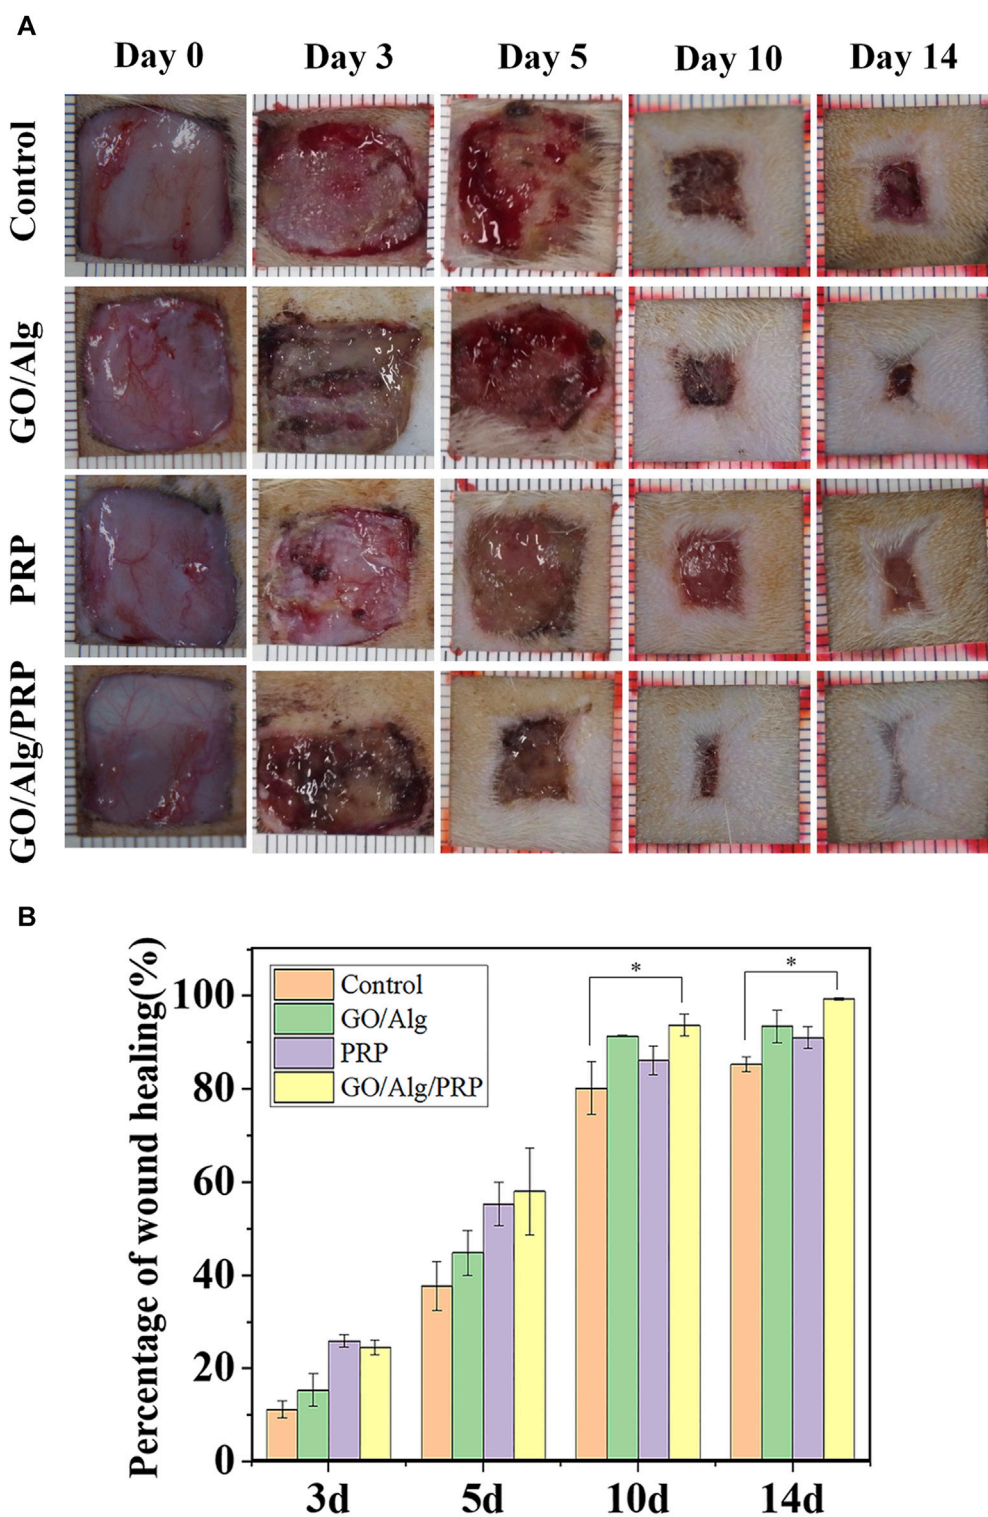 A
Day 0 Day 3 Day 5 Day 10 Day 14
Control
GO/Alg
PRP
GO/Alg/PRP
B
Percentage of wound healing(%)
100
80
60
40
20
0
Control
GO/Alg
PRP
GO/Alg/PRP
* *
3d 5d 10d 14d